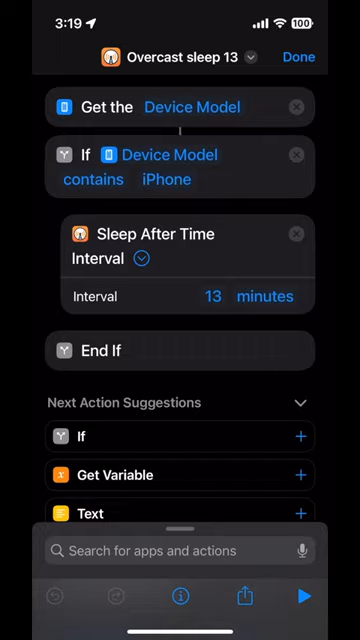 3:19
100
Overcast sleep 13
Done
Get the Device Model
If Device Model
contains iPhone
Sleep After Time
Interval
Interval 13 minutes
End If
Next Action Suggestions
If
Get Variable
Text
Search for apps and actions